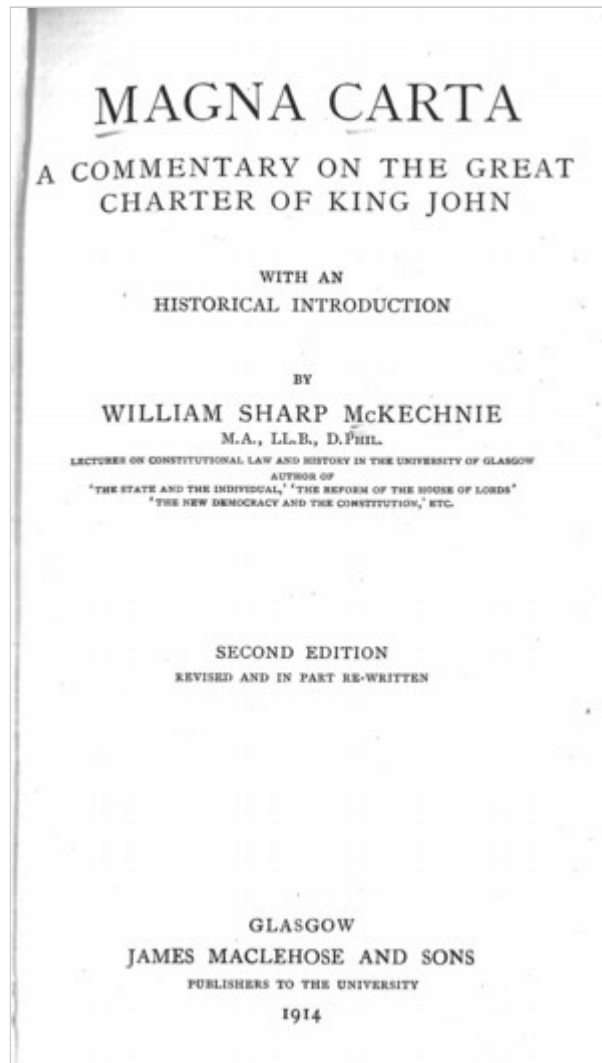 MAGNA CARTA
A COMMENTARY ON THE GREAT
CHARTER OF KING JOHN
WITH AN
HISTORICAL INTRODUCTION
BY
WILLIAM SHARP McKECHNIE
M.A., LL.B., D.PHIL.
LECTURER ON CONSTITUTIONAL LAW AND HISTORY IN THE UNIVERSITY OF GLASGOW
AUTHOR OF
'THE STATE AND THE INDIVIDUAL,' 'THE REFORM OF THE HOUSE OF LORDS'
'THE NEW DEMOCRACY AND THE CONSTITUTION,' ETC.
SECOND EDITION
REVISED AND IN PART RE-WRITTEN
GLASGOW
JAMES MACLEHOSE AND SONS
PUBLISHERS TO THE UNIVERSITY
1914